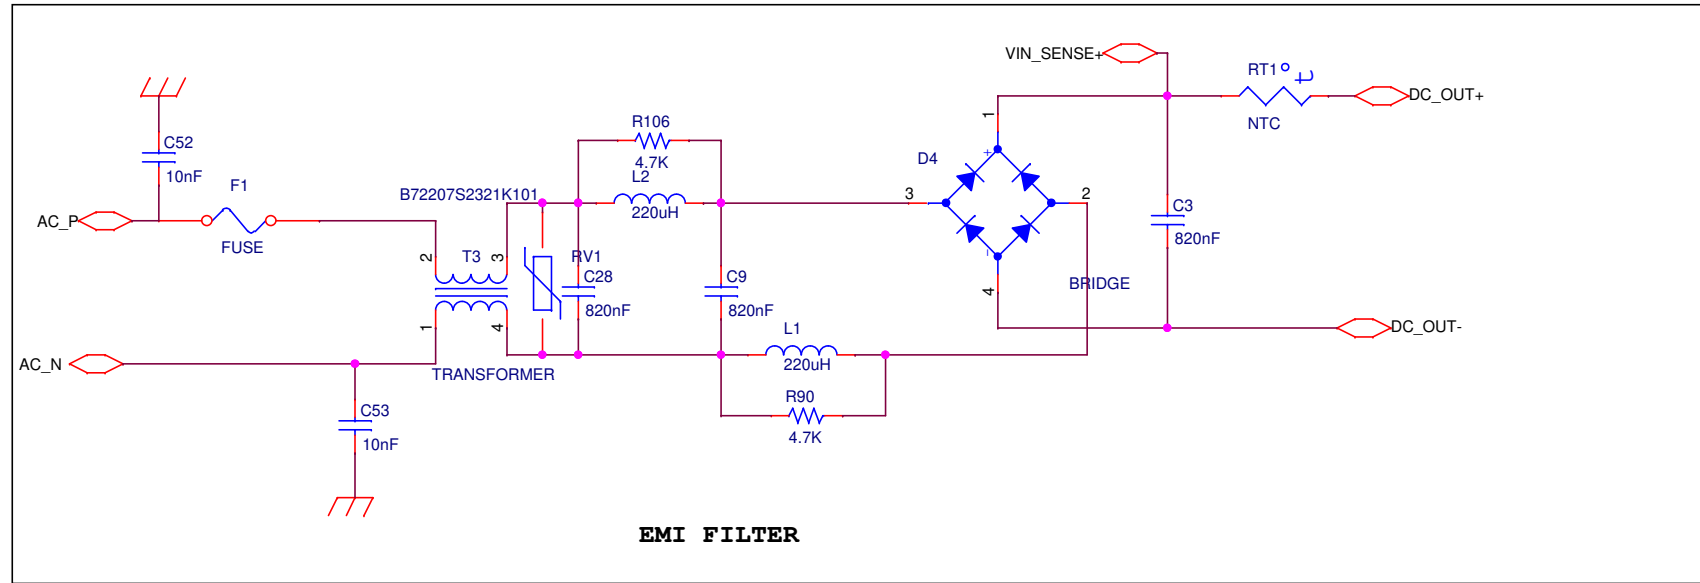 VIN_SENSE+
RT1
t
DC_OUT+
NTC
1
R106
4.7K
C52
10nF
+
D4
L2
220uH
F1
B72207S2321K101
3
2
AC_P
FUSE
C3
820nF
2
T3
3
RV1
C28
820nF
C9
820nF
-
4
BRIDGE
1
4
L1
220uH
DC_OUT-
AC_N
TRANSFORMER
R90
4.7K
C53
10nF
EMI FILTER